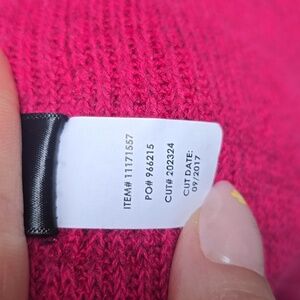 ITEM# 11171557
PO# 966215
CUT# 202324
CUT DATE:
09/2017